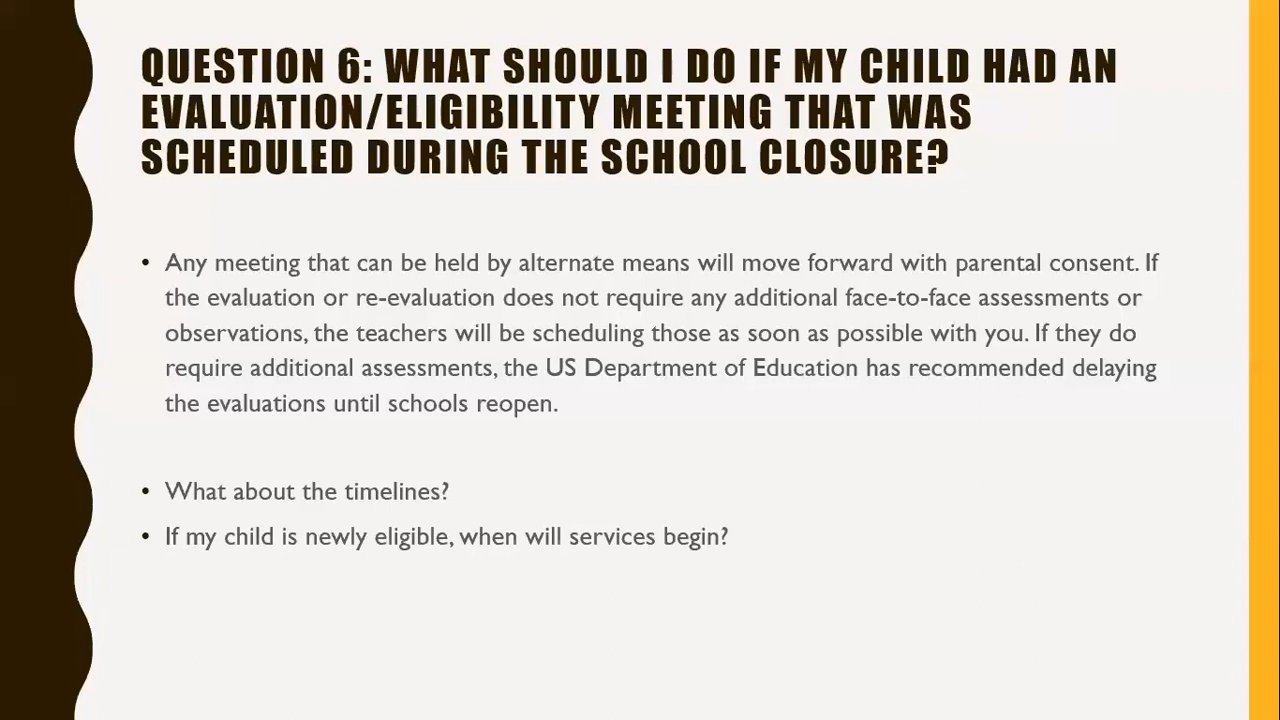 QUESTION 6: WHAT SHOULD I DO IF MY CHILD HAD AN
EVALUATION/ELIGIBILITY MEETING THAT WAS
SCHEDULED DURING THE SCHOOL CLOSURE?
• Any meeting that can be held by alternate means will move forward with parental consent. If
the evaluation or re-evaluation does not require any additional face-to-face assessments or
observations, the teachers will be scheduling those as soon as possible with you. If they do
require additional assessments, the US Department of Education has recommended delaying
the evaluations until schools reopen.
• What about the timelines?
• If my child is newly eligible, when will services begin?